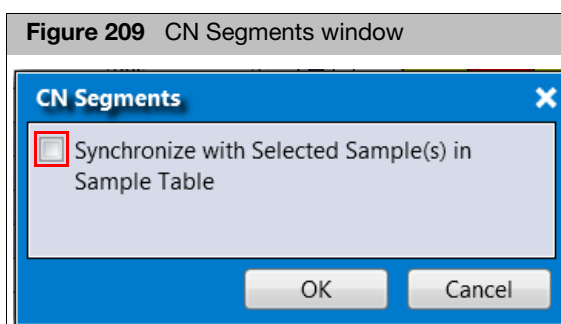 Figure 209 CN Segments window
CN Segments
Synchronize with Selected Sample(s) in
Sample Table
OK Cancel